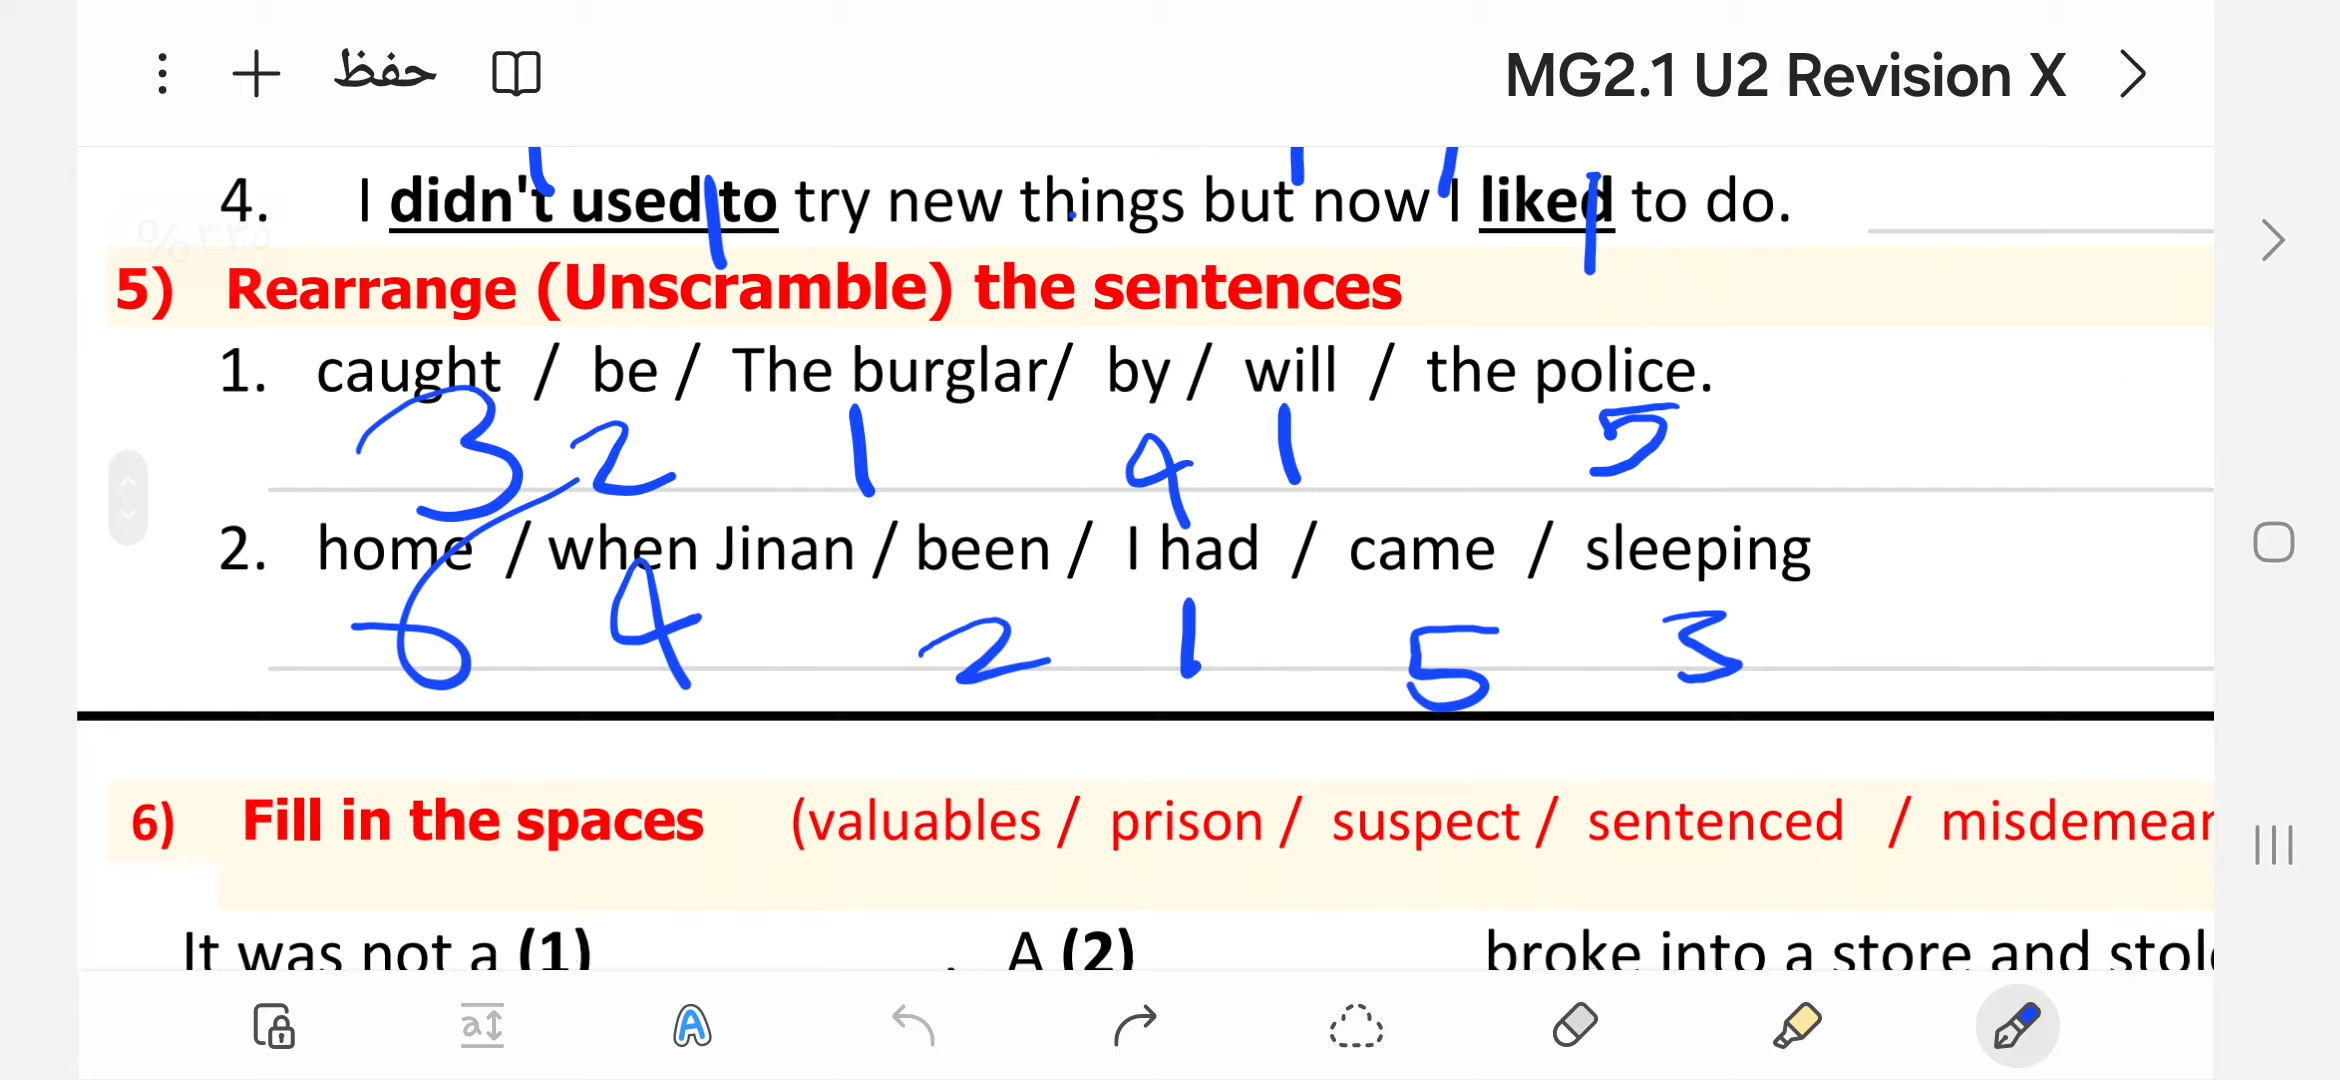 حفظ MG2.1 U2 Revision X
4. I didn't used to try new things but now I liked to do.
%٢٢٥
5) Rearrange (Unscramble) the sentences
1. caught / be / The burglar/ by / will / the police.
3 2 1 4 1 5
2. home / when Jinan / been / I had / came / sleeping
6 4 2 1 5 3
6) Fill in the spaces (valuables / prison / suspect / sentenced / misdemean
It was not a (1) . A (2) broke into a store and stole